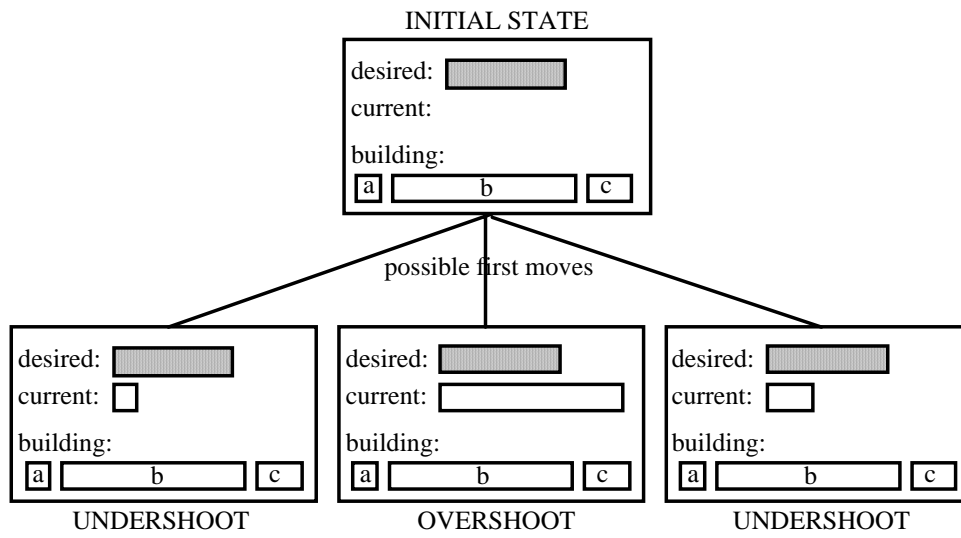 INITIAL STATE
desired:
current:
building:
a b c
possible first moves
desired:
current:
building:
a b c
UNDERSHOOT
desired:
current:
building:
a b c
OVERSHOOT
desired:
current:
building:
a b c
UNDERSHOOT